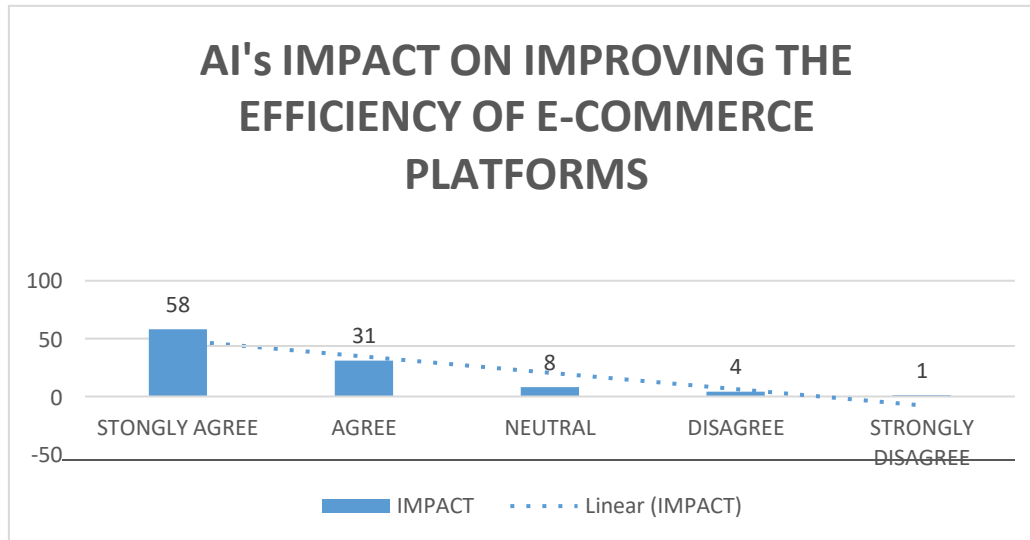 AI's IMPACT ON IMPROVING THE
EFFICIENCY OF E-COMMERCE
PLATFORMS
100
50
0
-50
58
31
8
4
1
STONGLY AGREE
AGREE
NEUTRAL
DISAGREE
STRONGLY
DISAGREE
IMPACT
Linear (IMPACT)